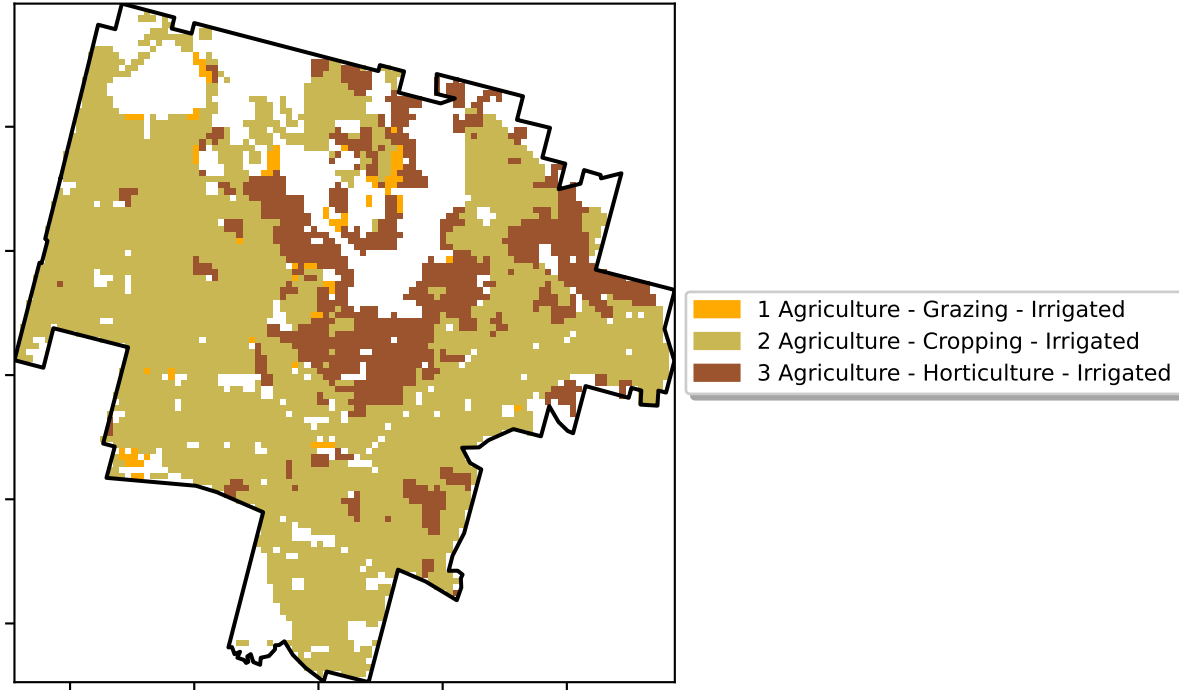 1 Agriculture - Grazing - Irrigated
2 Agriculture - Cropping - Irrigated
3 Agriculture - Horticulture - Irrigated